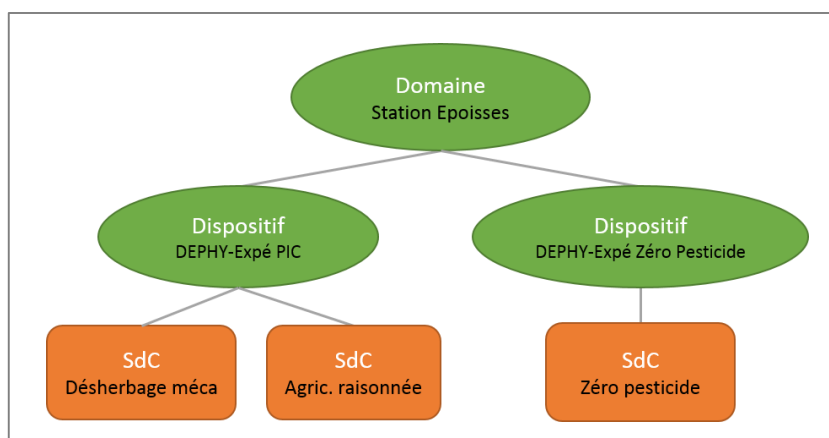 Domaine
Station Epoisses
Dispositif
DEPHY-Expé PIC
Dispositif
DEPHY-Expé Zéro Pesticide
SdC
Désherbage méca
SdC
Agric. raisonnée
SdC
Zéro pesticide